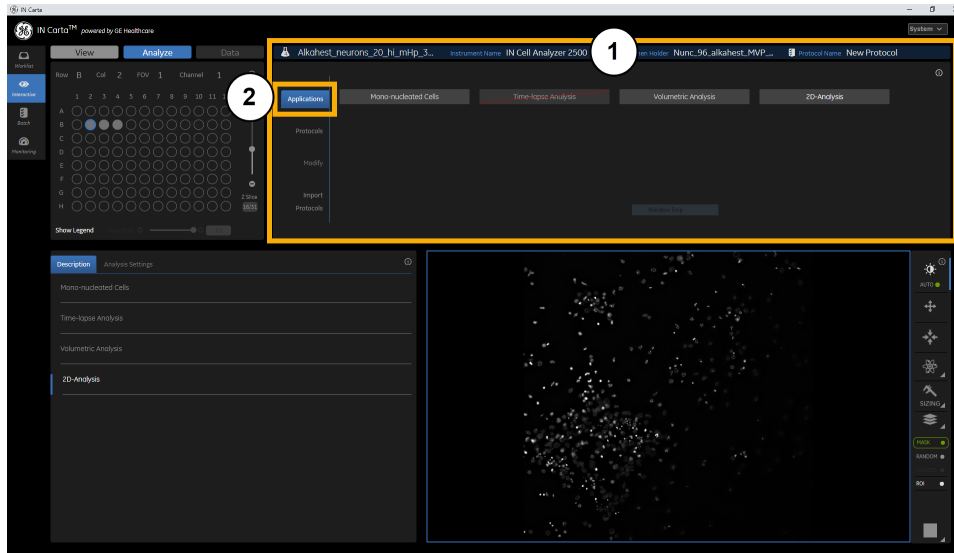 IN Carta
IN Carta™ powered by GE Healthcare
System
Worklist
Interactive
Batch
Monitoring
View Analyze Data
Row B Col 2 FOV 1 Channel 1
1 2 3 4 5 6 7 8 9 10 11
A
B
C
D
E
F
G
H
Z Slice
16/31
Show Legend
Alkahest_neurons_20_hi_mHp_3... Instrument Name IN Cell Analyzer 2500 Holder Nunc_96_alkahest_MVP_... Protocol Name New Protocol
1
2
Applications
Mono-nucleated Cells Time-lapse Analysis Volumetric Analysis 2D-Analysis
Protocols
Modify
Import
Protocols
Description Analysis Settings
Mono-nucleated Cells
Time-lapse Analysis
Volumetric Analysis
2D-Analysis
AUTO
SIZING
MASK
RANDOM
ROI